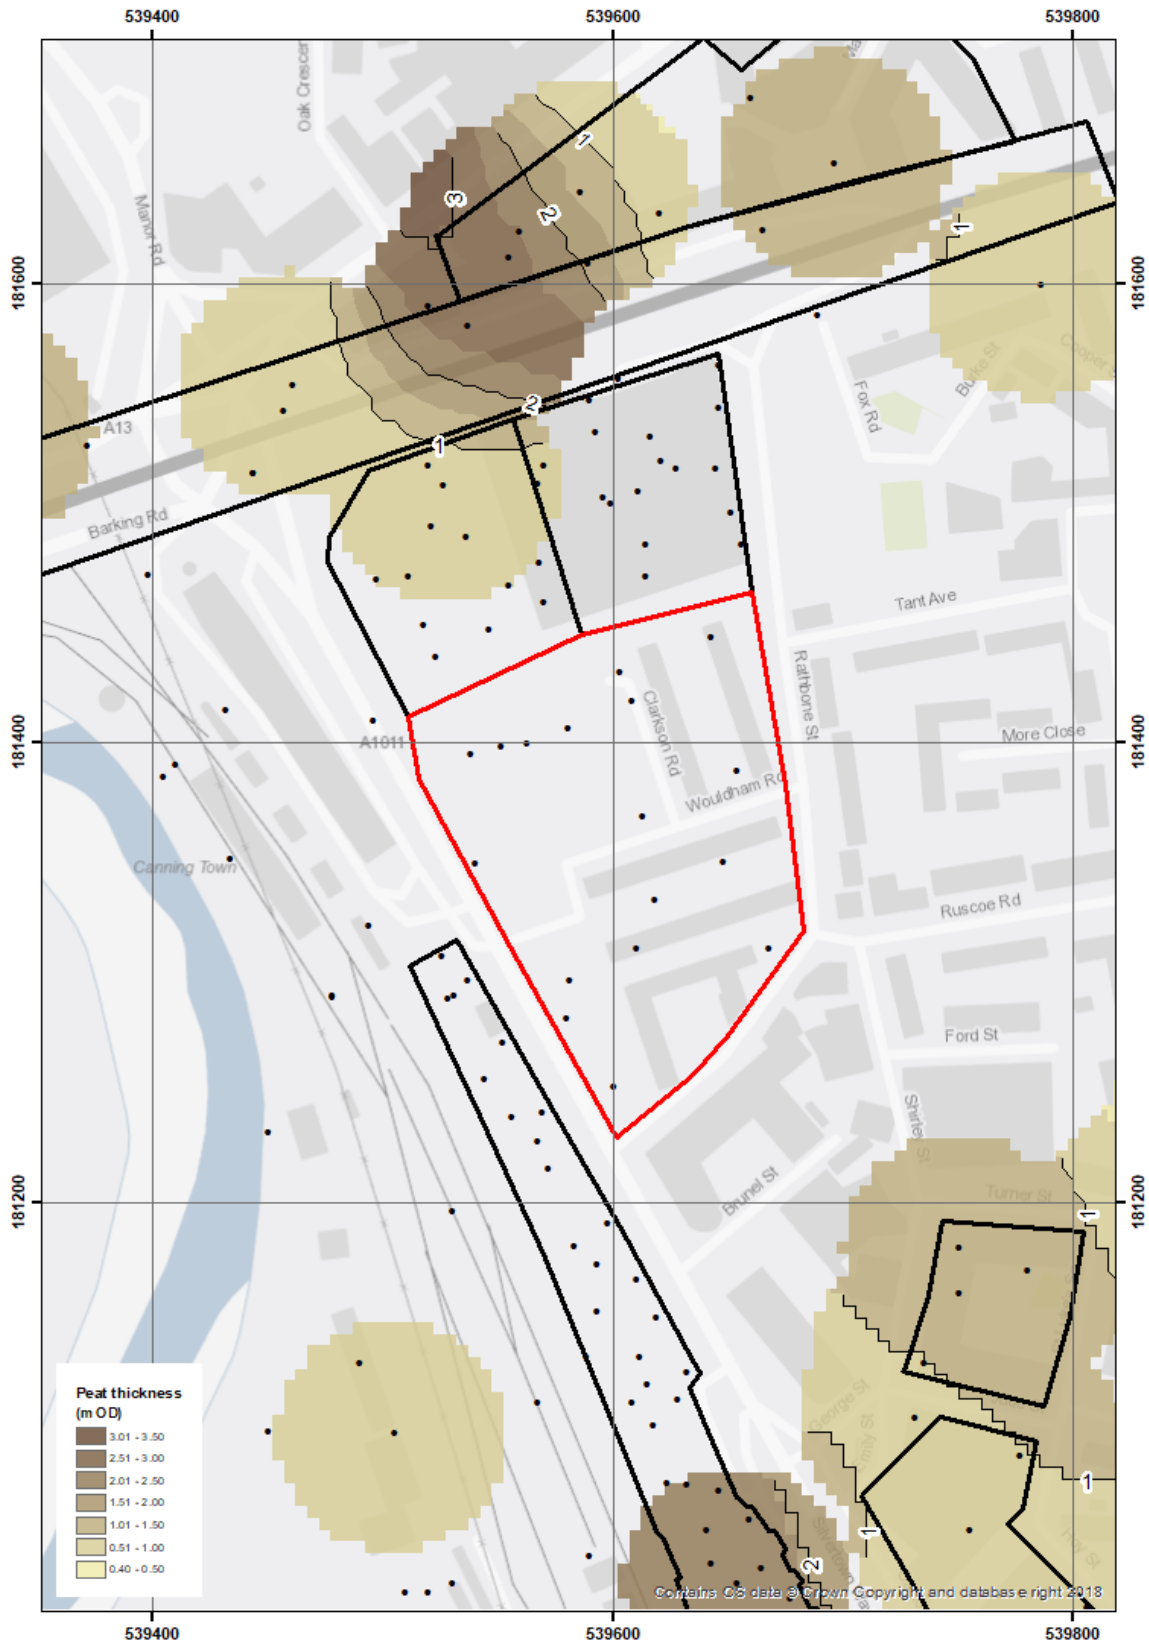 539400
539600
539800
Oak Crescen
Ma
Manor Rd
1
3
2
1
181600
181600
Cooper S
Burke St
Fox Rd
A13
2
1
Barking Rd
Tant Ave
Rathbone St
Clarkson Rd
More Close
181400
A1011
181400
Wouldham Rd
Canning Town
Ruscoe Rd
Ford St
Shirley St
Brunel St
Turner St
181200
1
181200
George St
Emily St
1
1
Silvertown
Hoy St
2
Peat thickness
(m OD)
3.01 - 3.50
2.51 - 3.00
2.01 - 2.50
1.51 - 2.00
1.01 - 1.50
0.51 - 1.00
0.40 - 0.50
Contains OS data © Crown Copyright and database right 2018
539400
539600
539800